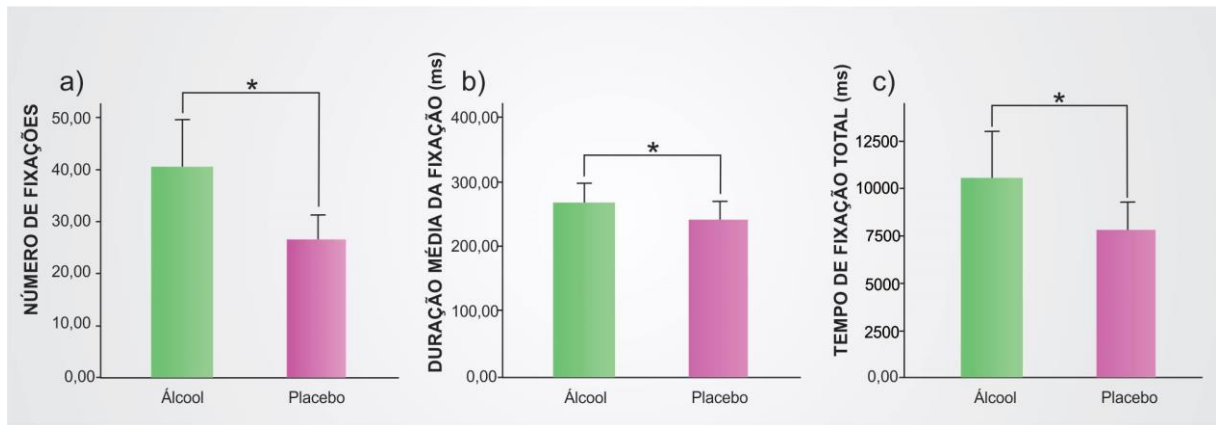 a)
*
NÚMERO DE FIXAÇÕES
50,00
40,00
30,00
20,00
10,00
0,00
Álcool
Placebo
b)
*
DURAÇÃO MÉDIA DA FIXAÇÃO (ms)
400,00
300,00
200,00
100,00
0,00
Álcool
Placebo
c)
*
TEMPO DE FIXAÇÃO TOTAL (ms)
12500
10000
7500
5000
2500
0,00
Álcool
Placebo